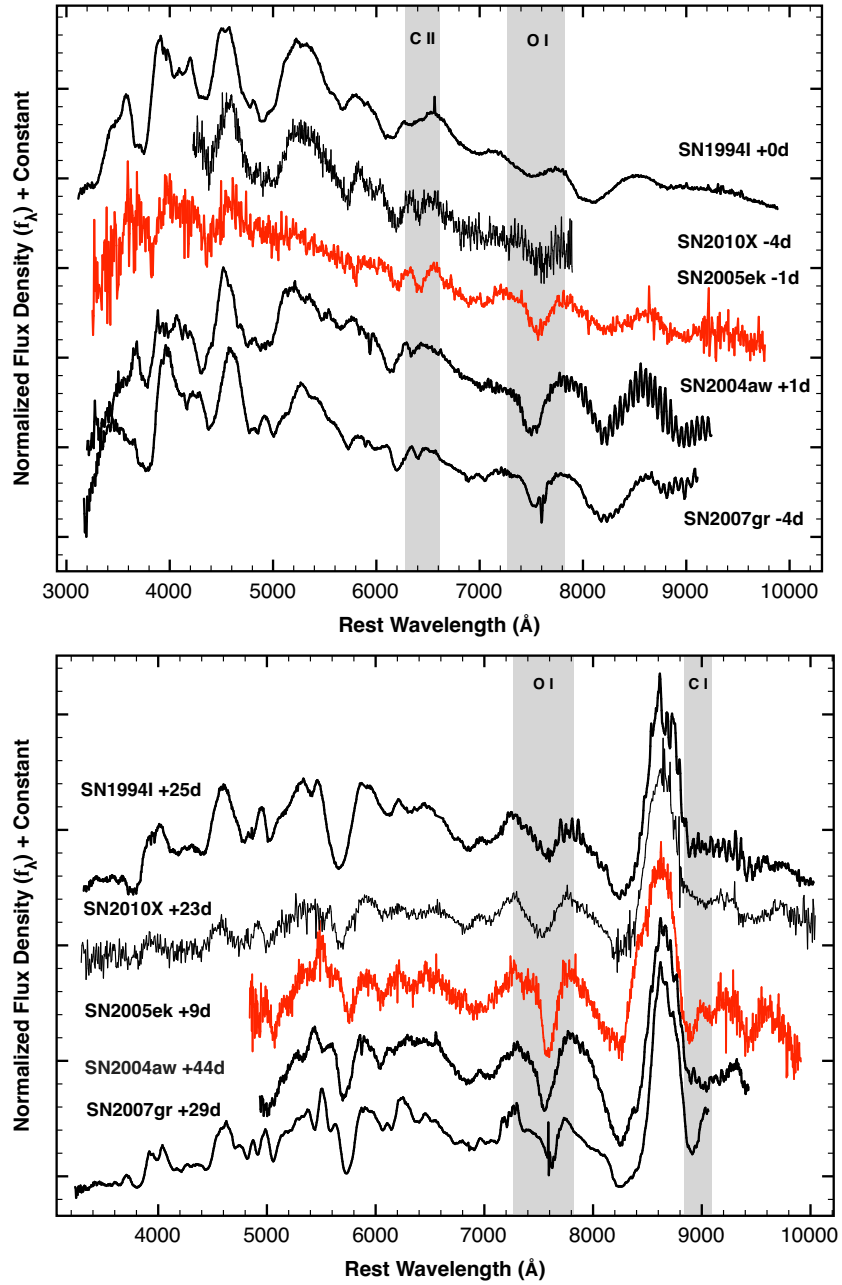 C II
O I
SN1994I +0d
SN2010X -4d
SN2005ek -1d
SN2004aw +1d
SN2007gr -4d
Normalized Flux Density (fλ) + Constant
3000 4000 5000 6000 7000 8000 9000 10000
Rest Wavelength (Å)
O I
C I
SN1994I +25d
SN2010X +23d
SN2005ek +9d
SN2004aw +44d
SN2007gr +29d
Normalized Flux Density (fλ) + Constant
4000 5000 6000 7000 8000 9000 10000
Rest Wavelength (Å)